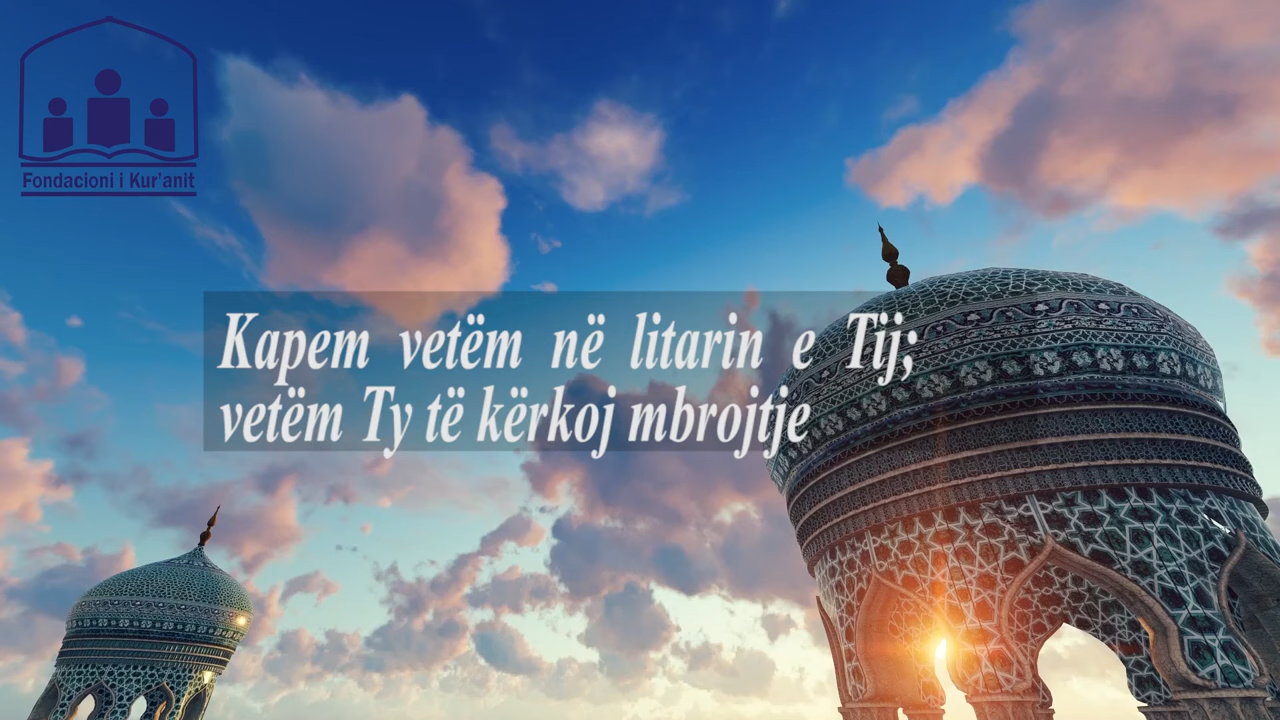 Fondacioni i Kur'anit
Kapem vetëm në litarin e Tij;
vetëm Ty të kërkoj mbrojtje